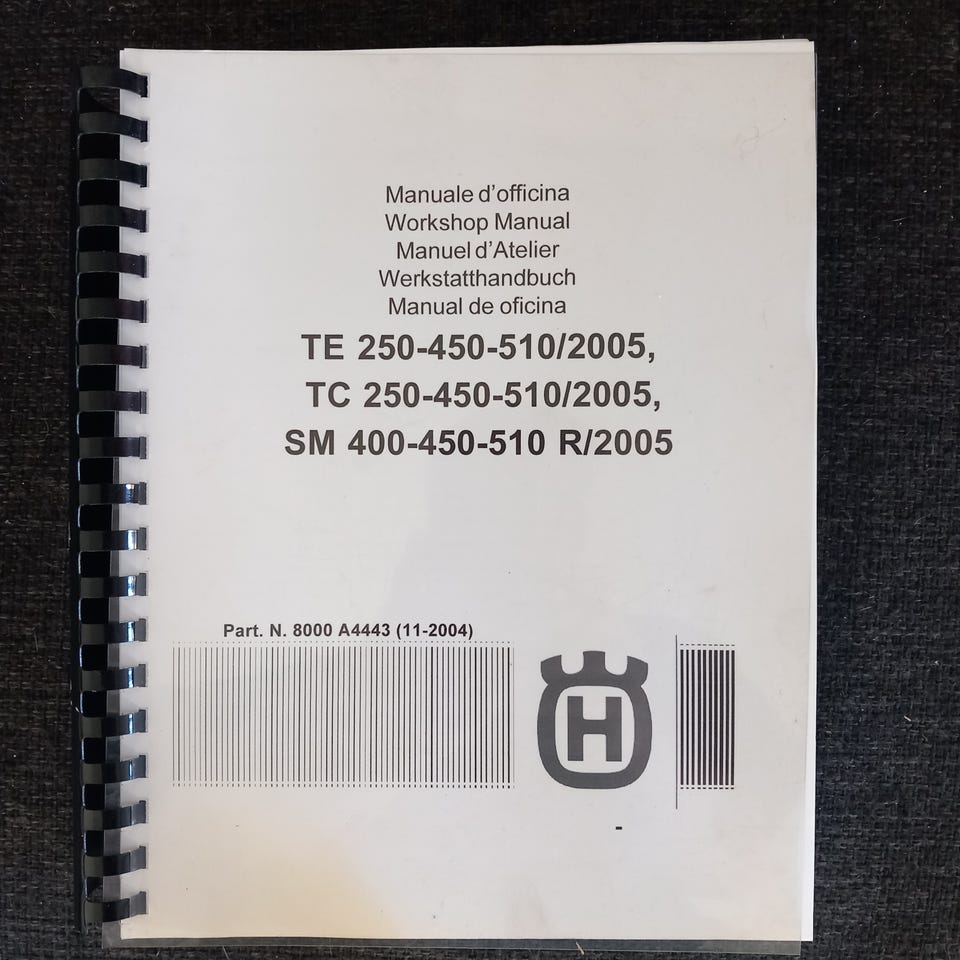 Manuale d'officina
Workshop Manual
Manuel d'Atelier
Werkstatthandbuch
Manual de oficina
TE 250-450-510/2005,
TC 250-450-510/2005,
SM 400-450-510 R/2005
Part. N. 8000 A4443 (11-2004)
H